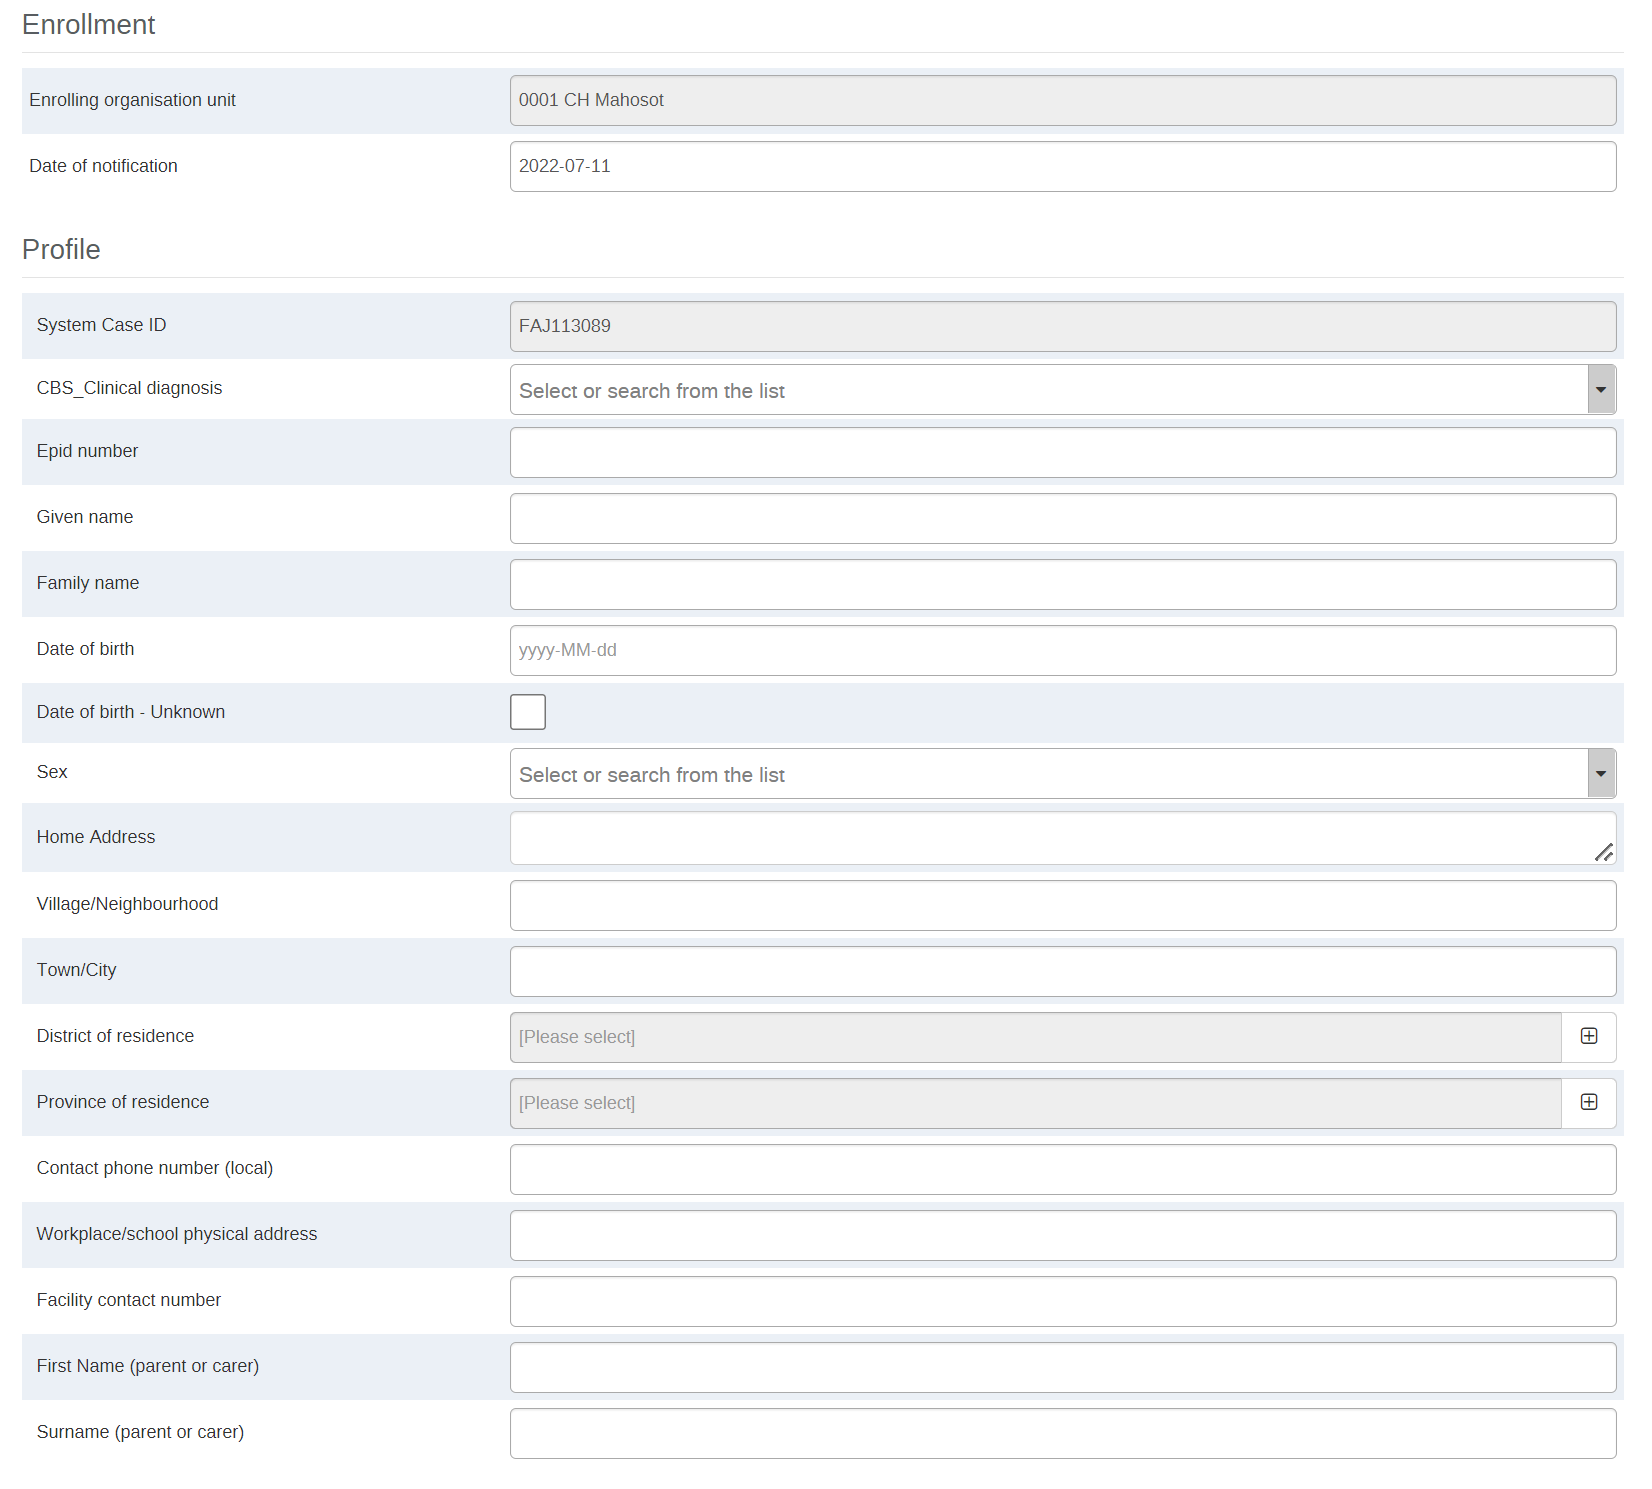 Enrollment
Enrolling organisation unit
0001 CH Mahosot
Date of notification
2022-07-11
Profile
System Case ID
FAJ113089
CBS_Clinical diagnosis
Select or search from the list
Epid number
Given name
Family name
Date of birth
yyyy-MM-dd
Date of birth - Unknown
Sex
Select or search from the list
Home Address
Village/Neighbourhood
Town/City
District of residence
[Please select]
Province of residence
[Please select]
Contact phone number (local)
Workplace/school physical address
Facility contact number
First Name (parent or carer)
Surname (parent or carer)